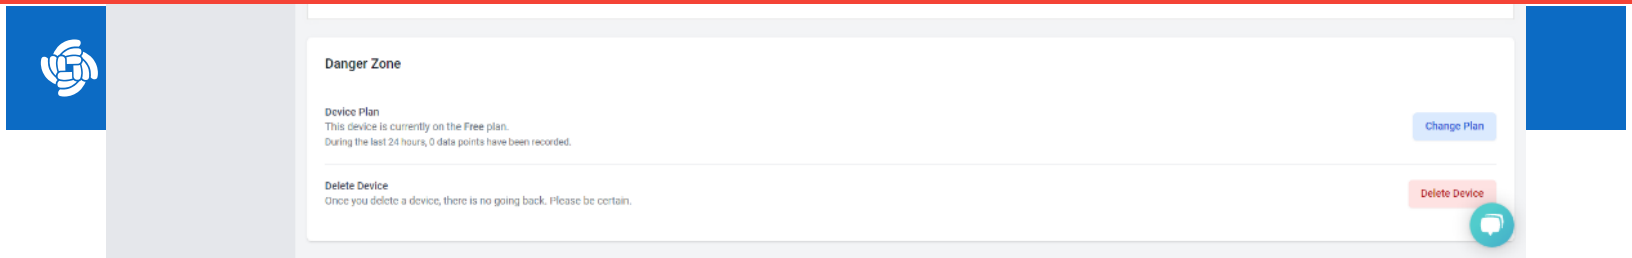 Danger Zone
Device Plan
This device is currently on the Free plan.
During the last 24 hours, 0 data points have been recorded.
Change Plan
Delete Device
Once you delete a device, there is no going back. Please be certain.
Delete Device